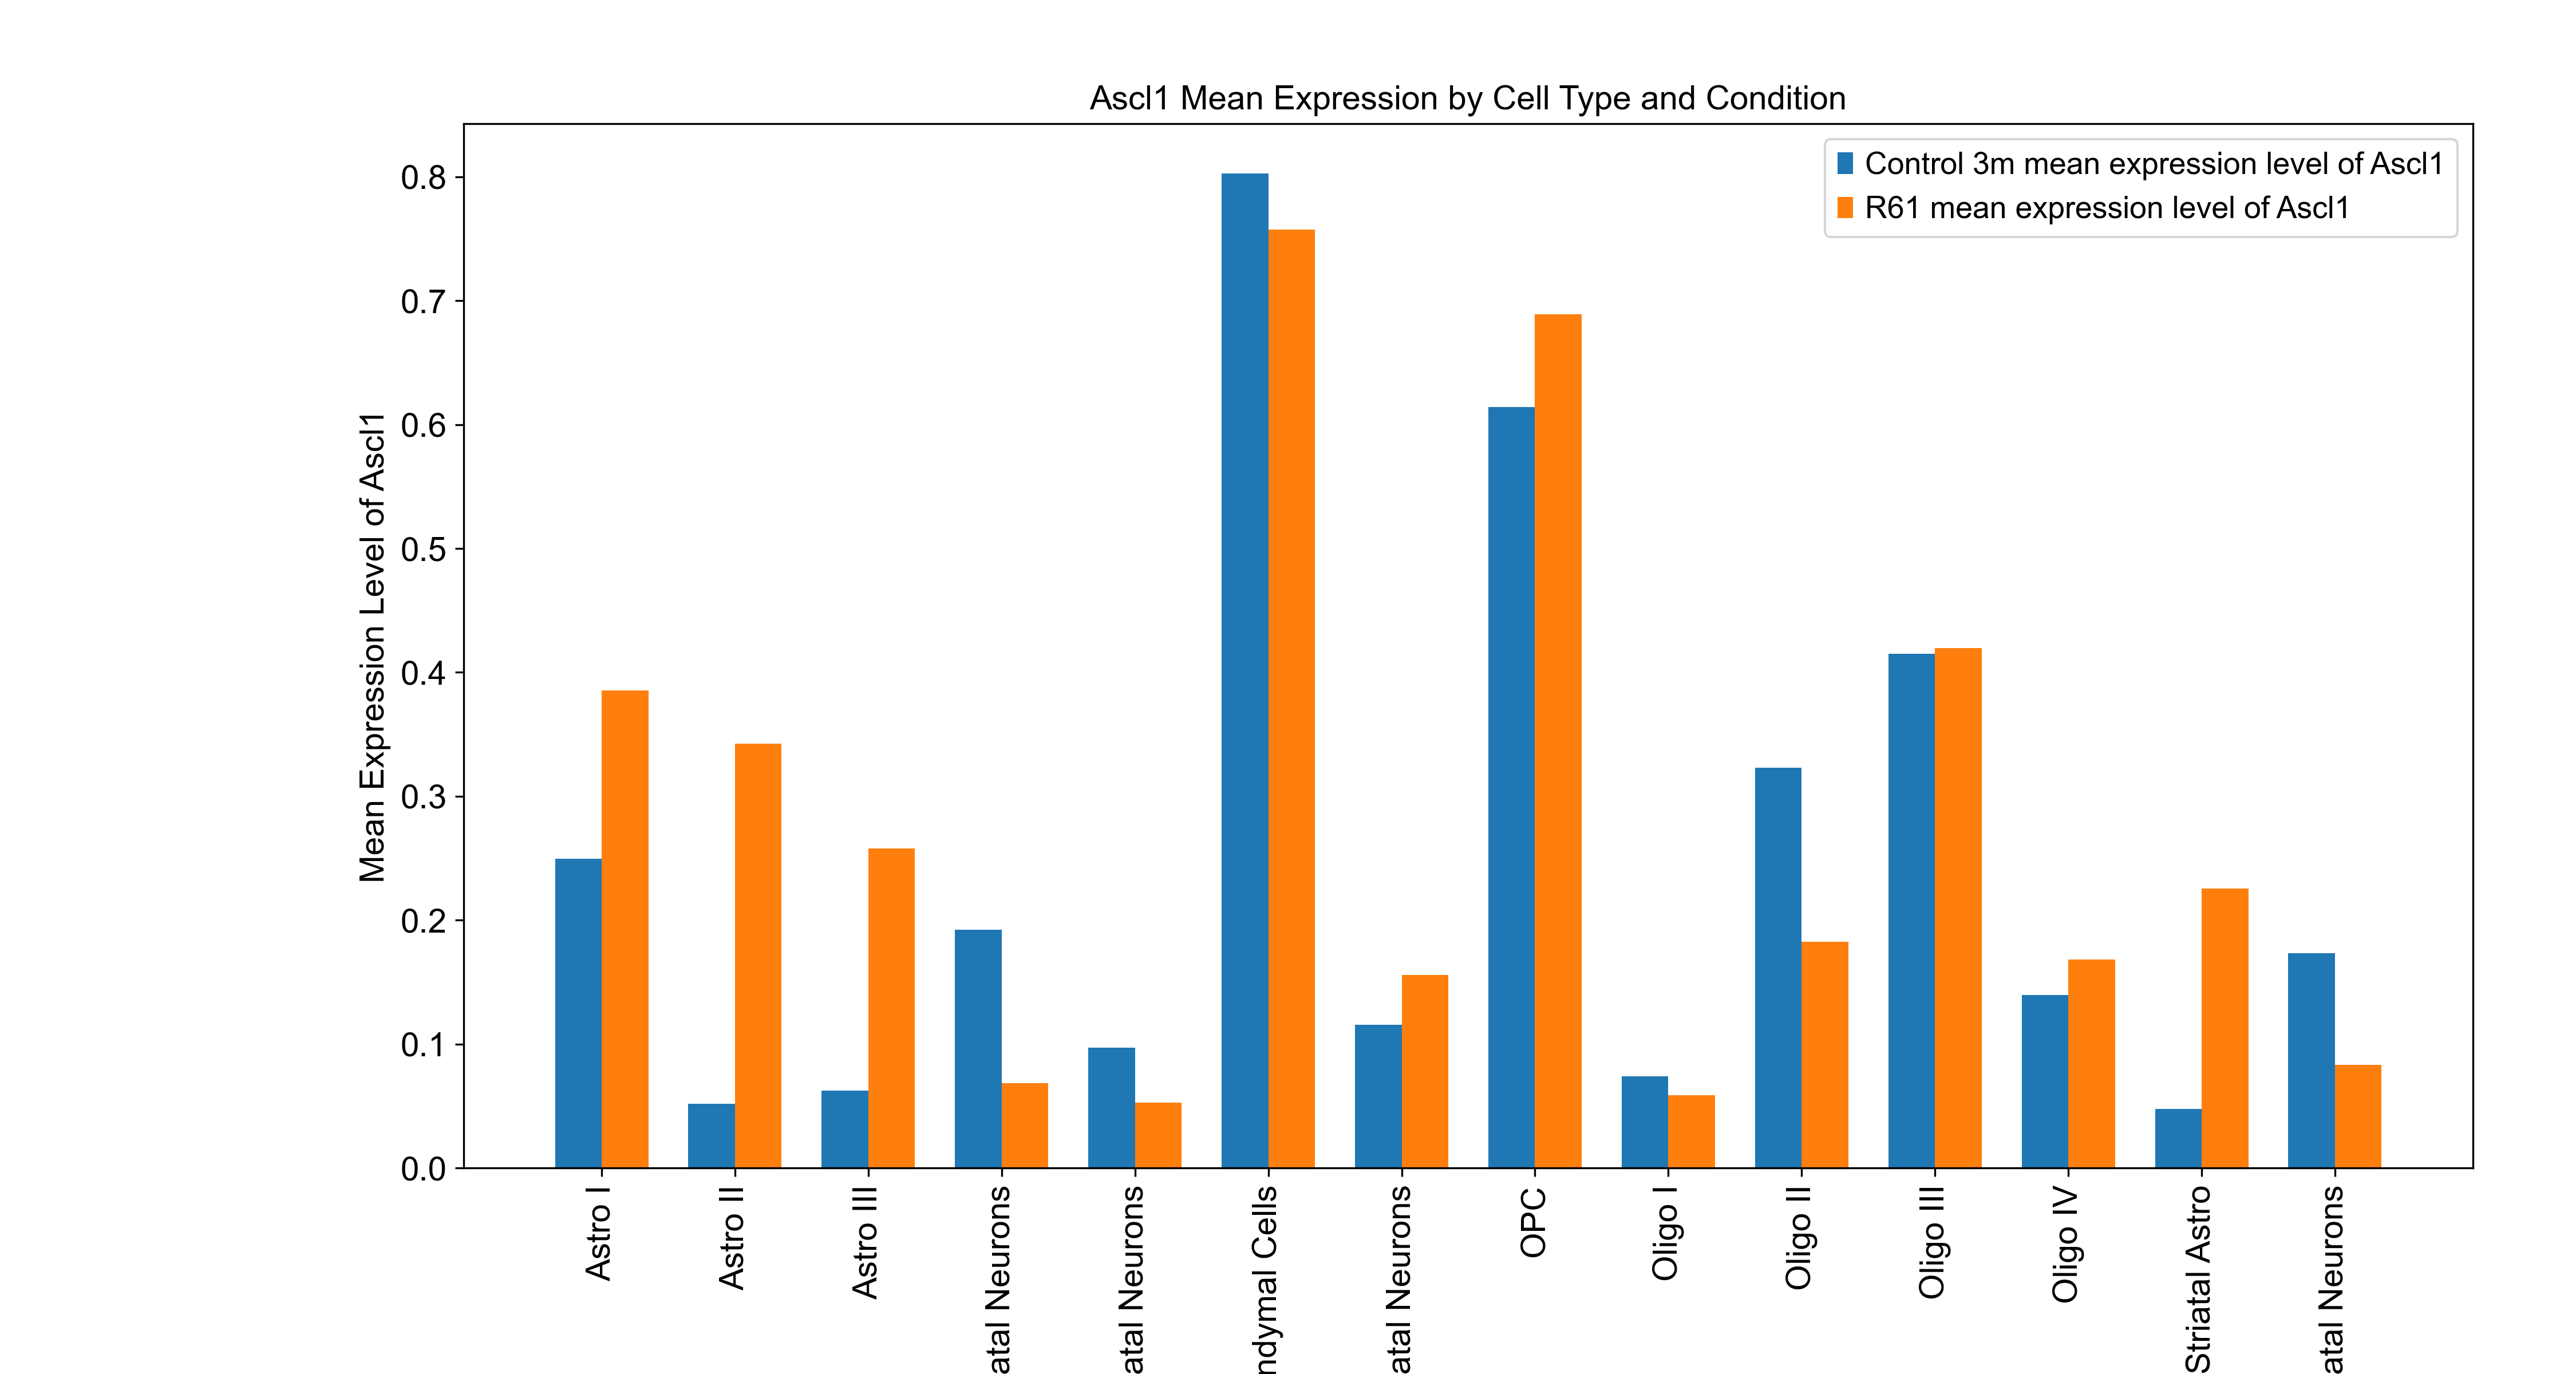 Ascl1 Mean Expression by Cell Type and Condition
Control 3m mean expression level of Ascl1
R61 mean expression level of Ascl1
Mean Expression Level of Ascl1
0.8
0.7
0.6
0.5
0.4
0.3
0.2
0.1
0.0
Astro I
Astro II
Astro III
atal Neurons
atal Neurons
ndymal Cells
atal Neurons
OPC
Oligo I
Oligo II
Oligo III
Oligo IV
Striatal Astro
atal Neurons